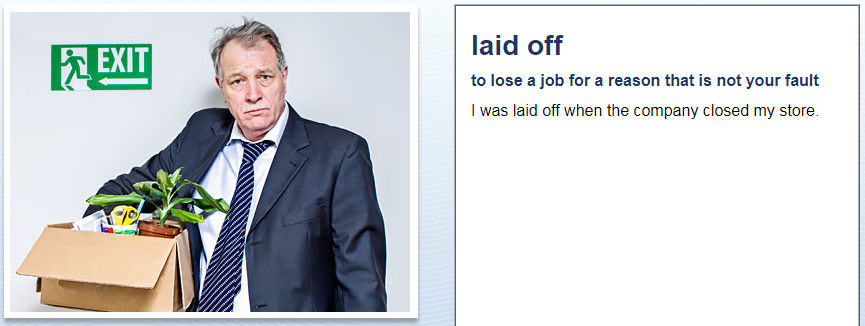 EXIT
laid off
to lose a job for a reason that is not your fault
I was laid off when the company closed my store.